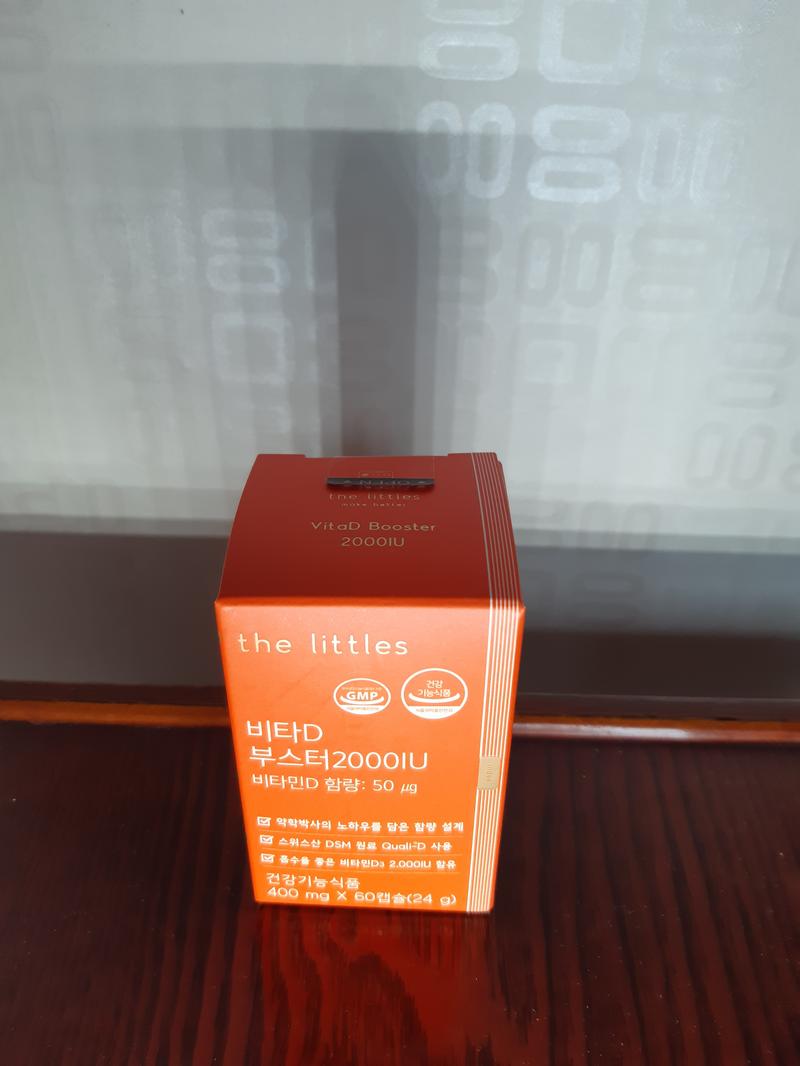 the littles
make better
VitaD Booster
2000IU
the littles
GMP
건강
기능식품
비타D
부스터2000IU
비타민D 함량: 50 ㎍
약학박사의 노하우를 담은 함량 설계
스위스산 DSM 원료 Quali-D 사용
흡수율 좋은 비타민D3 2,000IU 함유
건강기능식품
400 mg X 60캡슐(24 g)